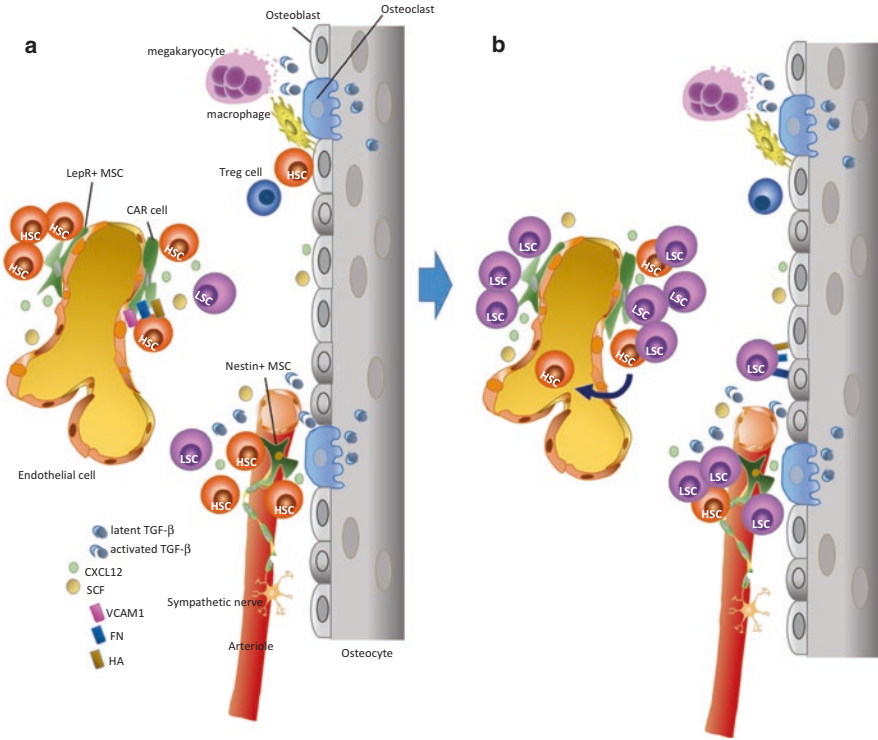 a
Osteoblast
Osteoclast
megakaryocyte
macrophage
HSC
Treg cell
LepR+ MSC
CAR cell
HSC
HSC
HSC
HSC
LSC
HSC
Nestin+ MSC
LSC
HSC
HSC
HSC
Endothelial cell
latent TGF-β
activated TGF-β
CXCL12
SCF
VCAM1
FN
HA
Sympathetic nerve
Arteriole
Osteocyte
b
LSC
LSC
LSC
HSC
LSC
LSC
LSC
HSC
LSC
HSC
LSC
LSC
LSC
HSC
LSC